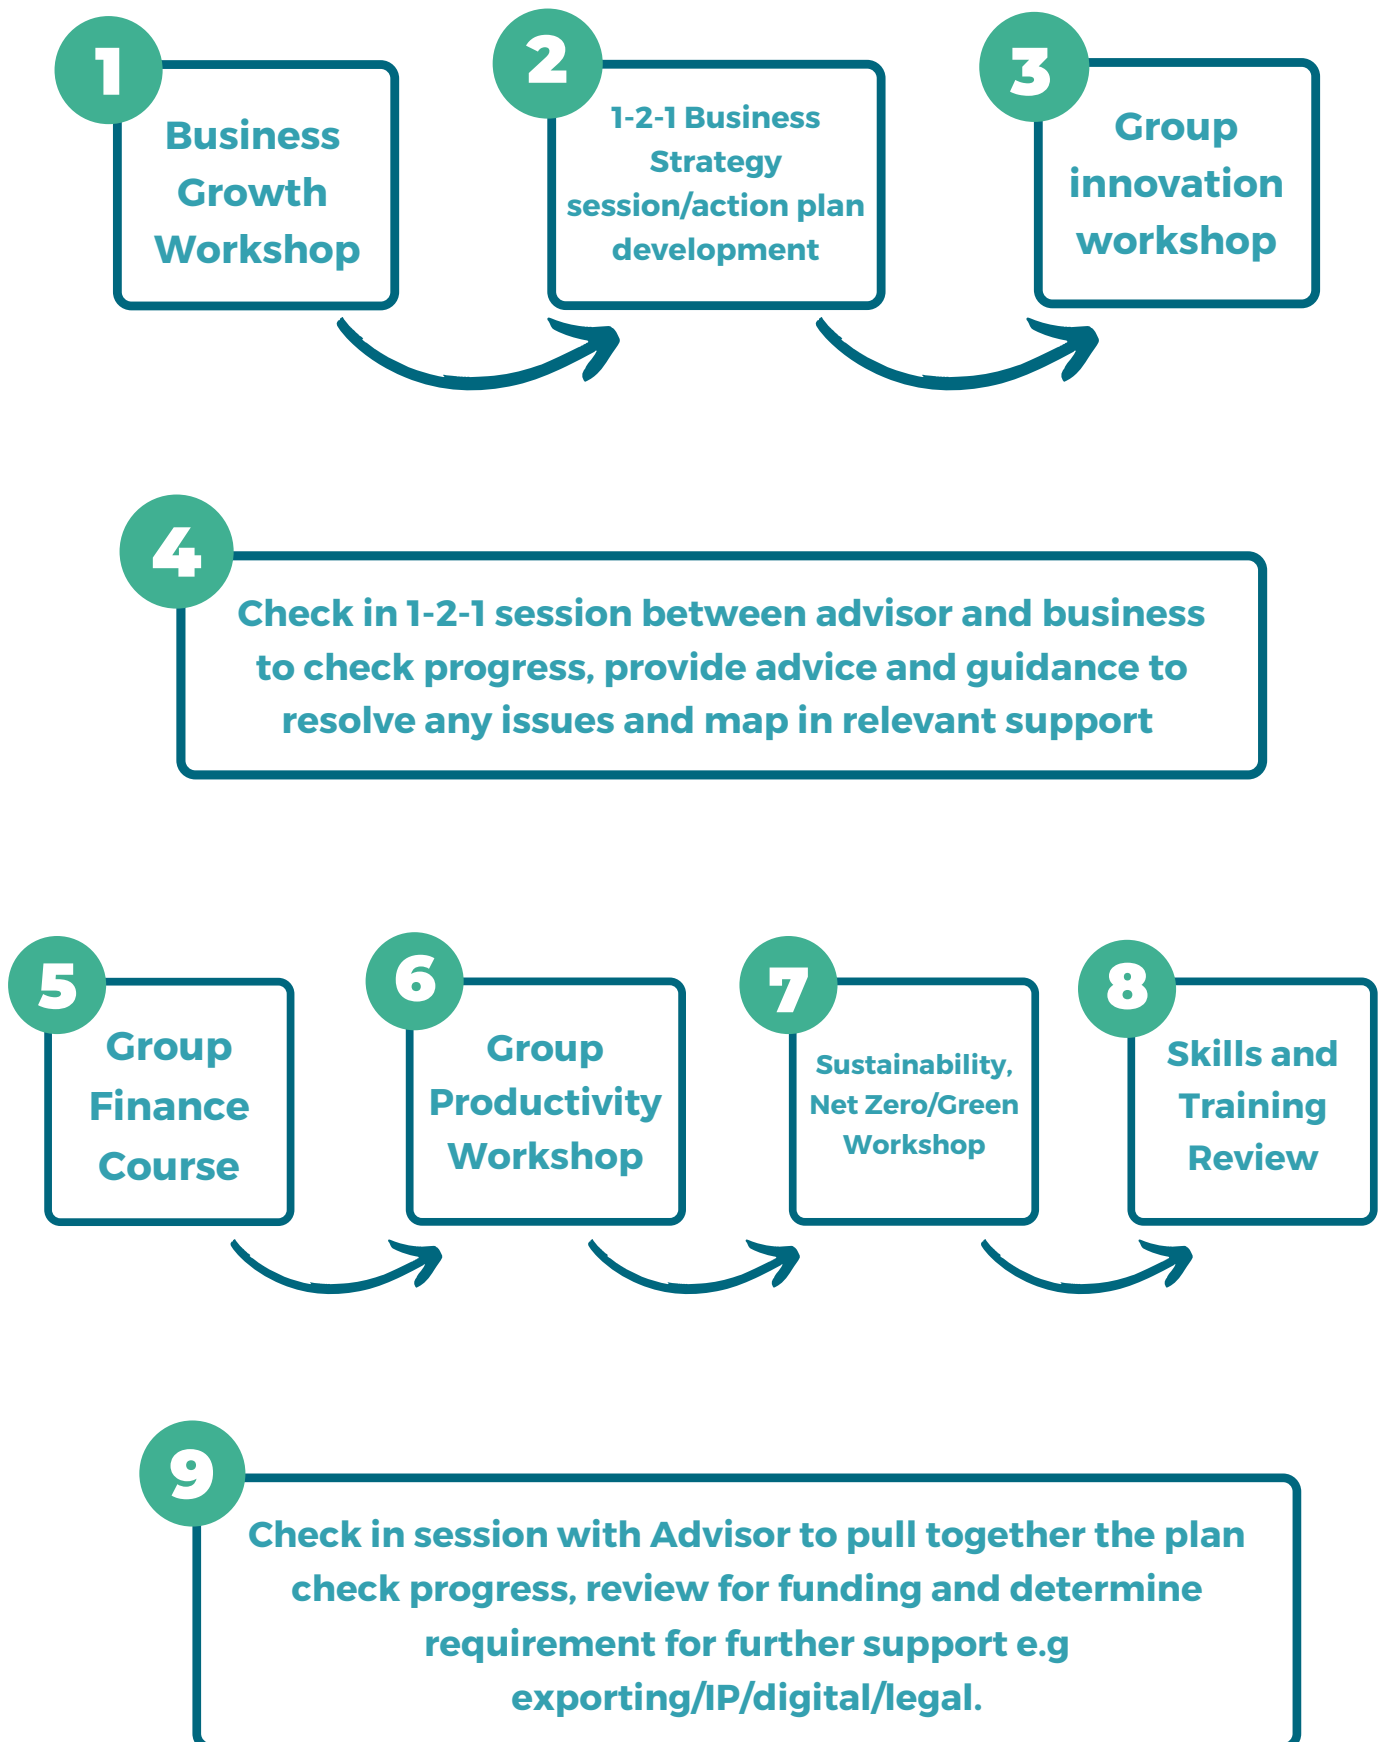 1
Business
Growth
Workshop
2
1-2-1 Business
Strategy
session/action plan
development
3
Group
innovation
workshop
4
Check in 1-2-1 session between advisor and business
to check progress, provide advice and guidance to
resolve any issues and map in relevant support
5
Group
Finance
Course
6
Group
Productivity
Workshop
7
Sustainability,
Net Zero/Green
Workshop
8
Skills and
Training
Review
9
Check in session with Advisor to pull together the plan
check progress, review for funding and determine
requirement for further support e.g
exporting/IP/digital/legal.